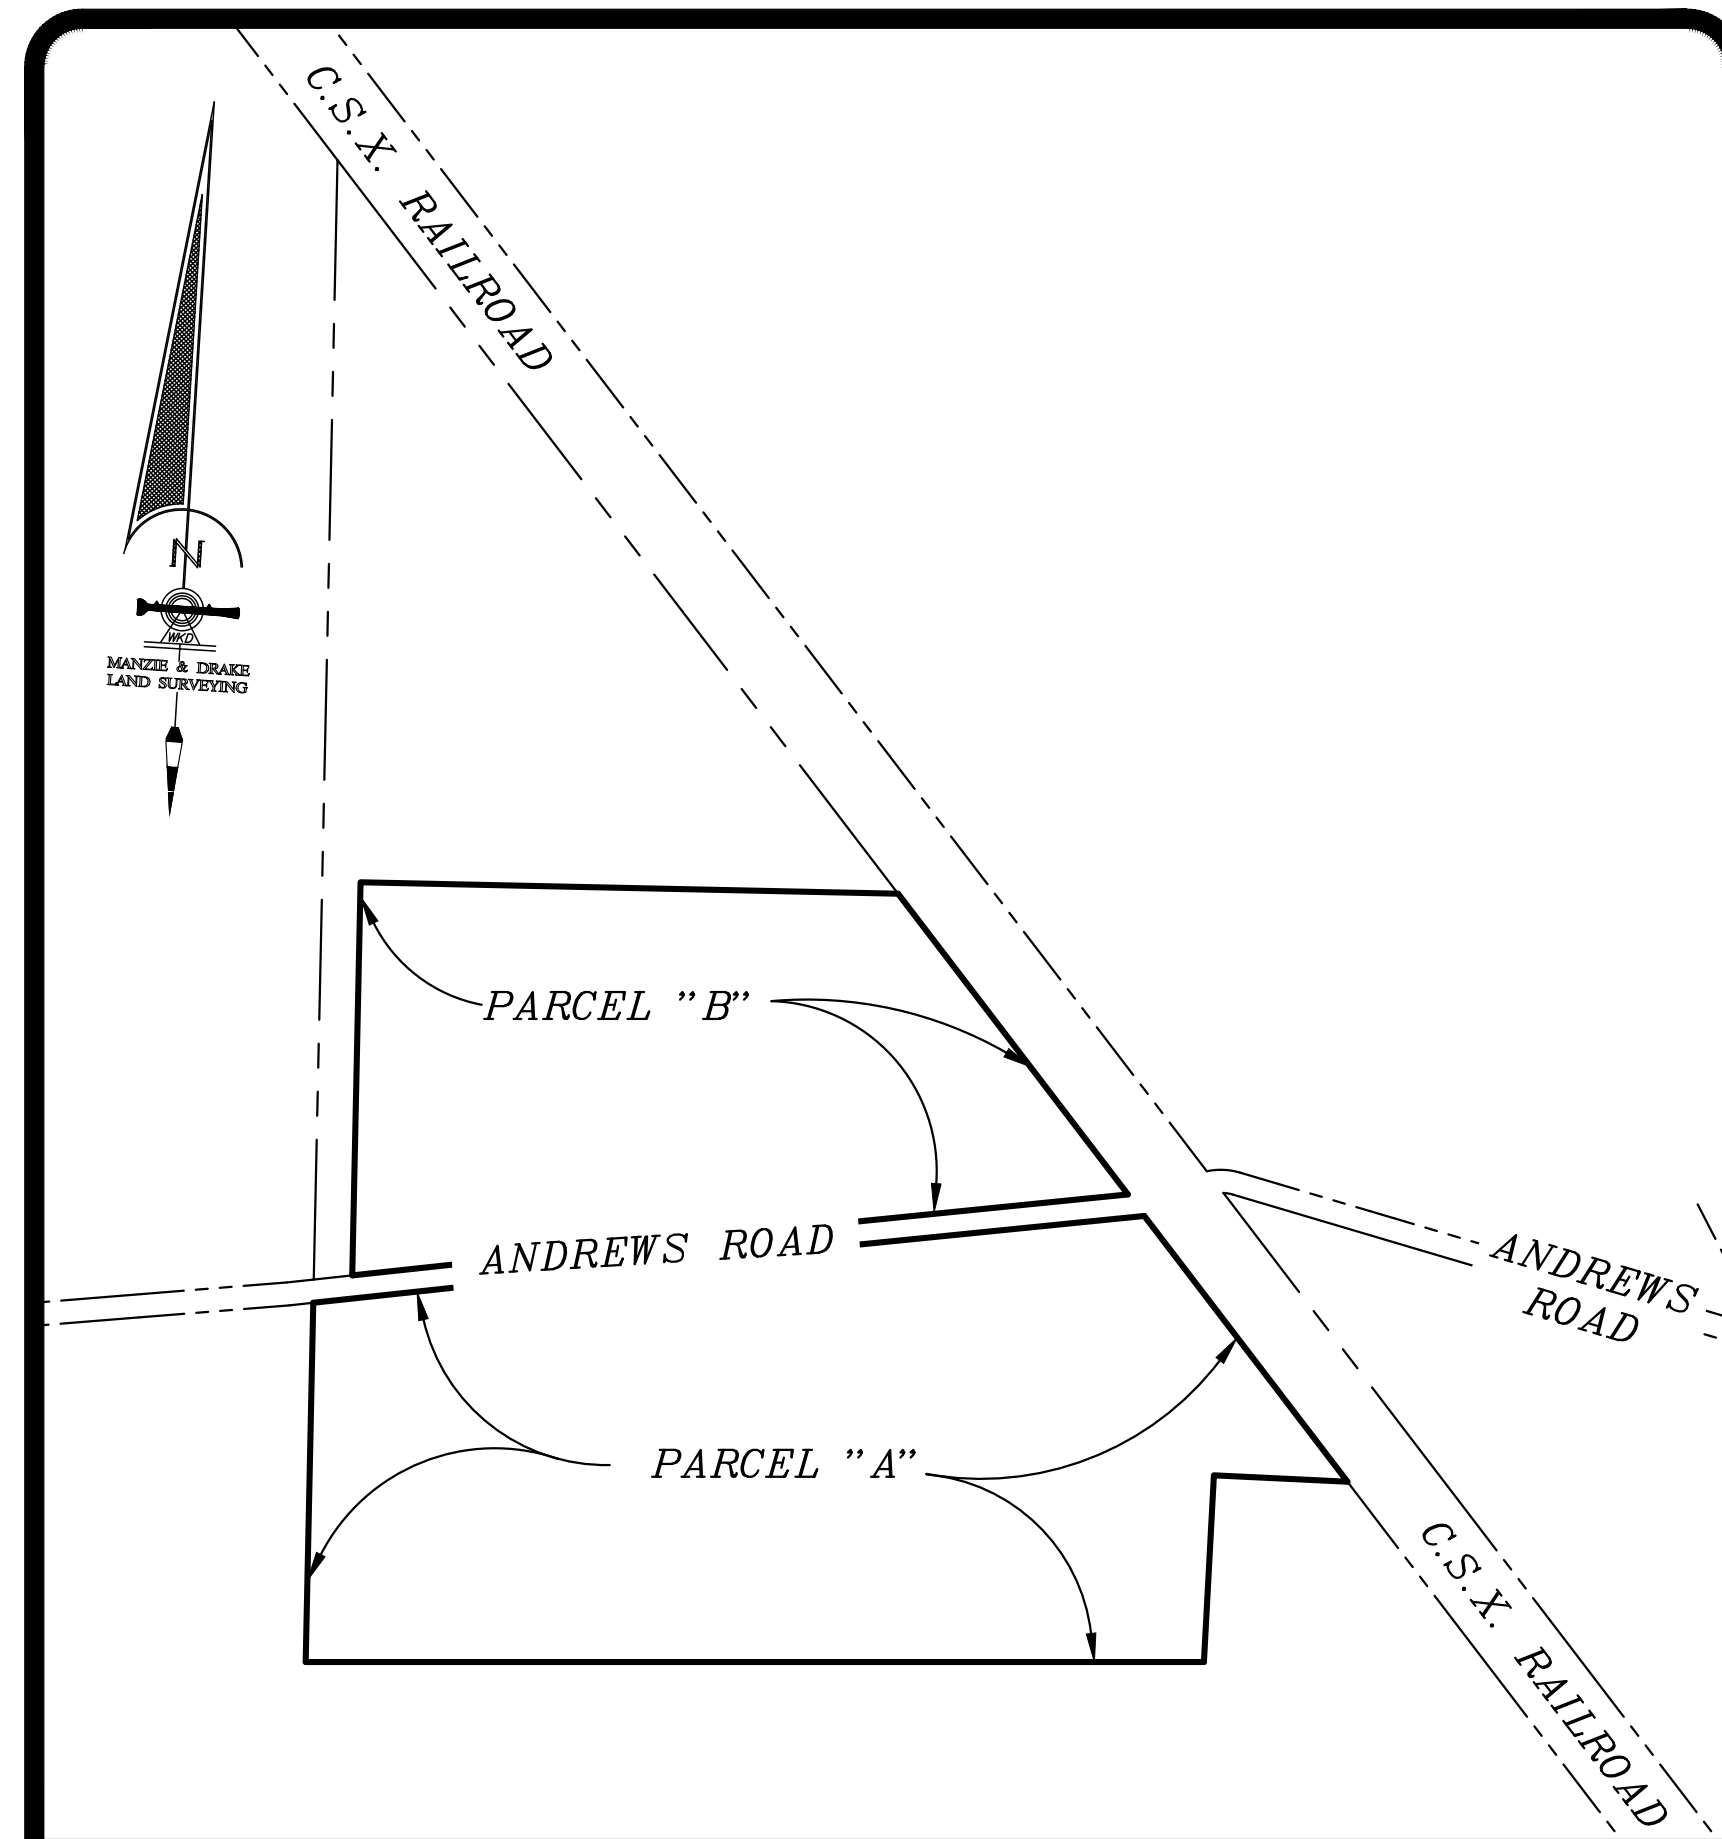 C.S.X. RAILROAD
N
WKD
MANZIE & DRAKE
LAND SURVEYING
PARCEL "B"
ANDREWS ROAD
ANDREWS
ROAD
PARCEL "A"
C.S.X. RAILROAD